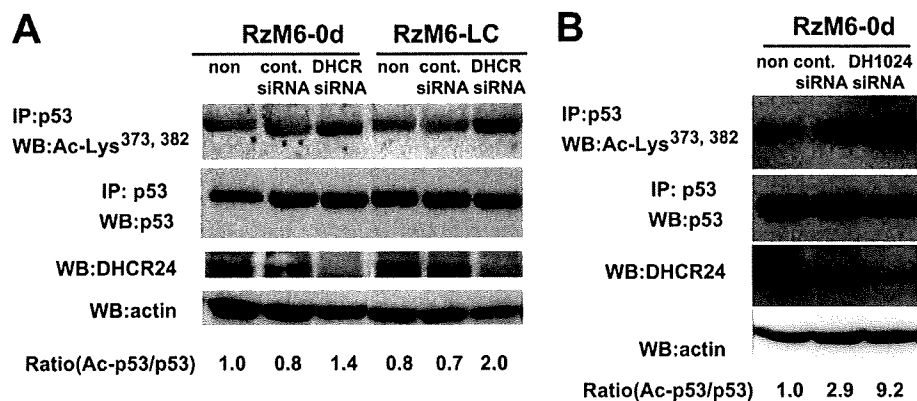 A
RzM6-0d RzM6-LC
non cont. siRNA DHCR siRNA non cont. siRNA DHCR siRNA
IP:p53
WB:Ac-Lys373, 382
IP: p53
WB:p53
WB:DHCR24
WB:actin
Ratio(Ac-p53/p53) 1.0 0.8 1.4 0.8 0.7 2.0
B
RzM6-0d
non cont. siRNA DH1024 siRNA
IP:p53
WB:Ac-Lys373, 382
IP: p53
WB:p53
WB:DHCR24
WB:actin
Ratio(Ac-p53/p53) 1.0 2.9 9.2